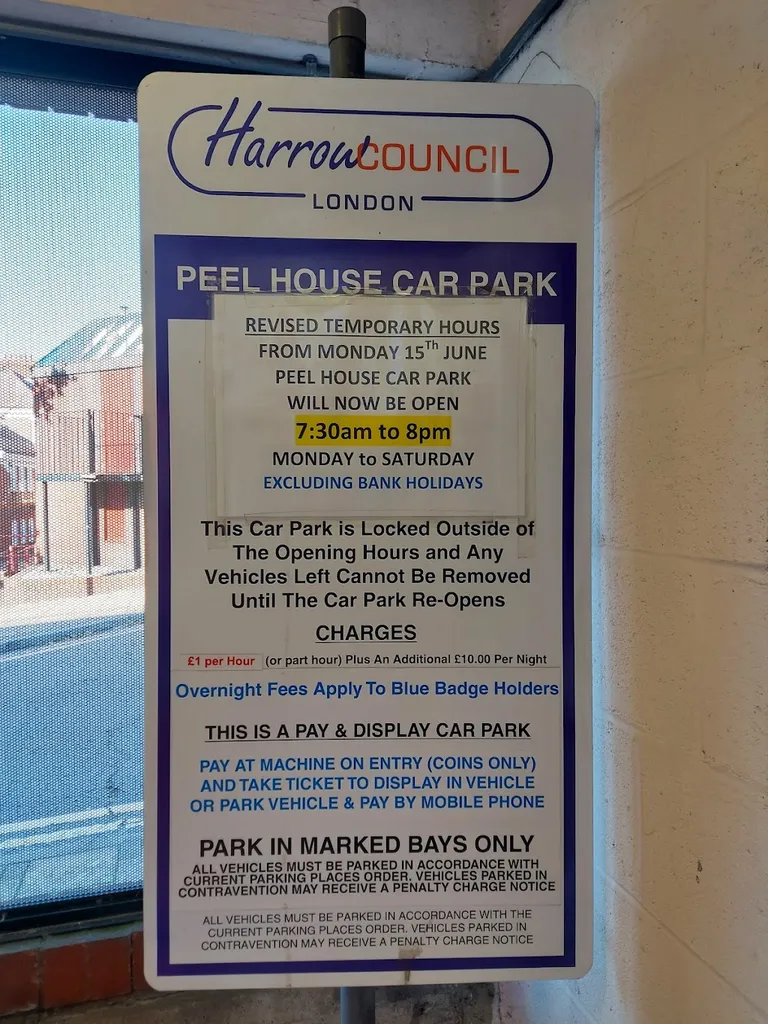 Harrow COUNCIL
LONDON
PEEL HOUSE CAR PARK
REVISED TEMPORARY HOURS
FROM MONDAY 15Th JUNE
PEEL HOUSE CAR PARK
WILL NOW BE OPEN
7:30am to 8pm
MONDAY to SATURDAY
EXCLUDING BANK HOLIDAYS
This Car Park is Locked Outside of
The Opening Hours and Any
Vehicles Left Cannot Be Removed
Until The Car Park Re-Opens
CHARGES
£1 per Hour (or part hour) Plus An Additional £10.00 Per Night
Overnight Fees Apply To Blue Badge Holders
THIS IS A PAY & DISPLAY CAR PARK
PAY AT MACHINE ON ENTRY (COINS ONLY)
AND TAKE TICKET TO DISPLAY IN VEHICLE
OR PARK VEHICLE & PAY BY MOBILE PHONE
PARK IN MARKED BAYS ONLY
ALL VEHICLES MUST BE PARKED IN ACCORDANCE WITH
CURRENT PARKING PLACES ORDER. VEHICLES PARKED IN
CONTRAVENTION MAY RECEIVE A PENALTY CHARGE NOTICE
ALL VEHICLES MUST BE PARKED IN ACCORDANCE WITH THE
CURRENT PARKING PLACES ORDER. VEHICLES PARKED IN
CONTRAVENTION MAY RECEIVE A PENALTY CHARGE NOTICE